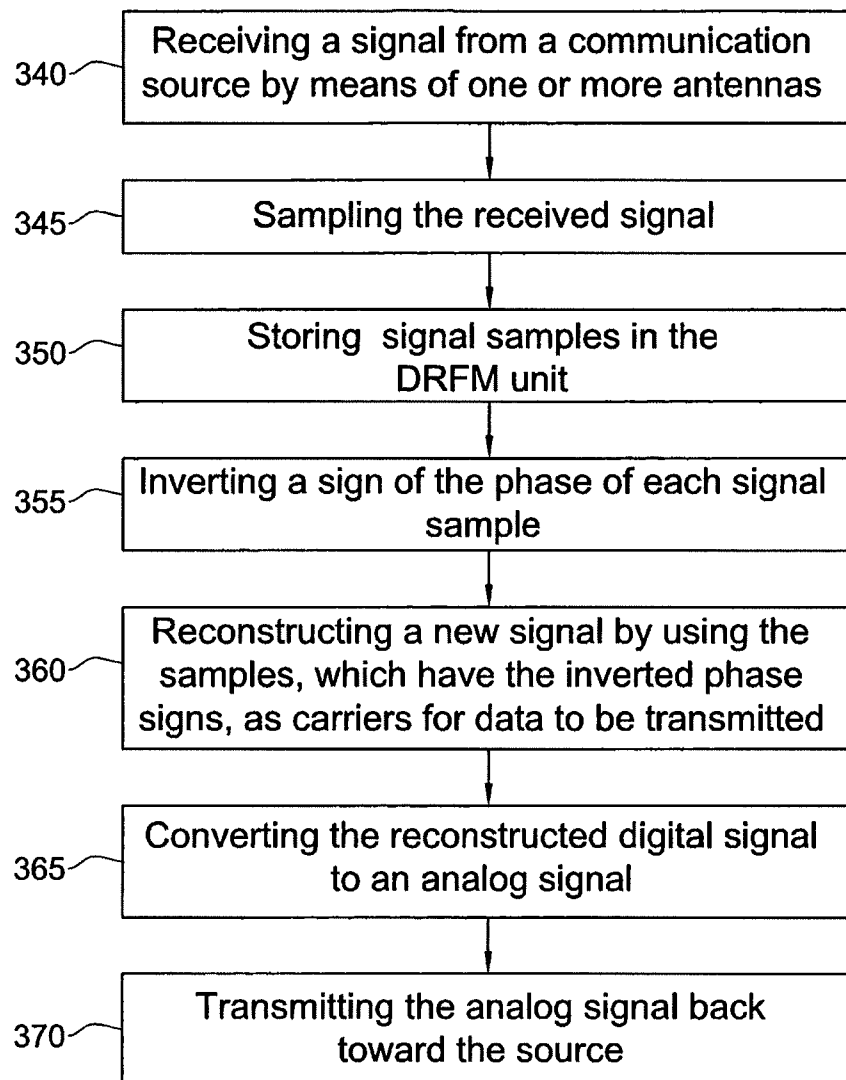 340
Receiving a signal from a communication
source by means of one or more antennas
345
Sampling the received signal
350
Storing signal samples in the
DRFM unit
355
Inverting a sign of the phase of each signal
sample
360
Reconstructing a new signal by using the
samples, which have the inverted phase
signs, as carriers for data to be transmitted
365
Converting the reconstructed digital signal
to an analog signal
370
Transmitting the analog signal back
toward the source